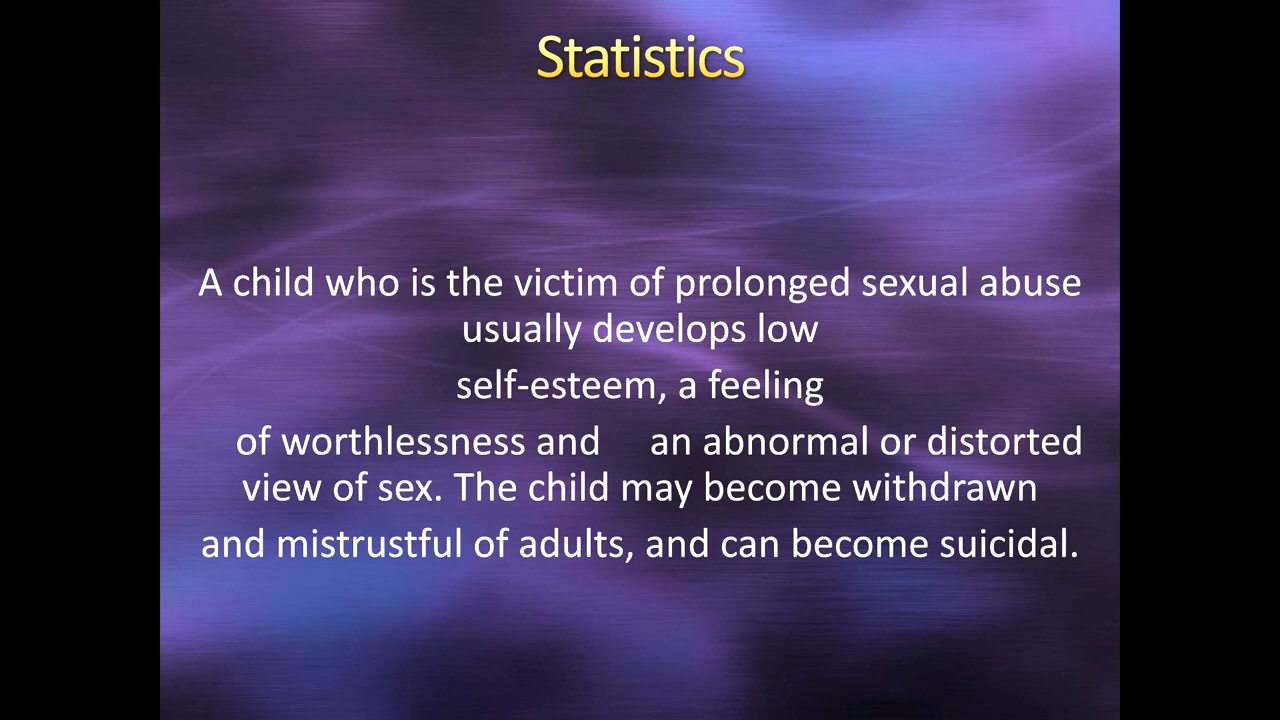 Statistics
A child who is the victim of prolonged sexual abuse
usually develops low
self-esteem, a feeling
of worthlessness and an abnormal or distorted
view of sex. The child may become withdrawn
and mistrustful of adults, and can become suicidal.